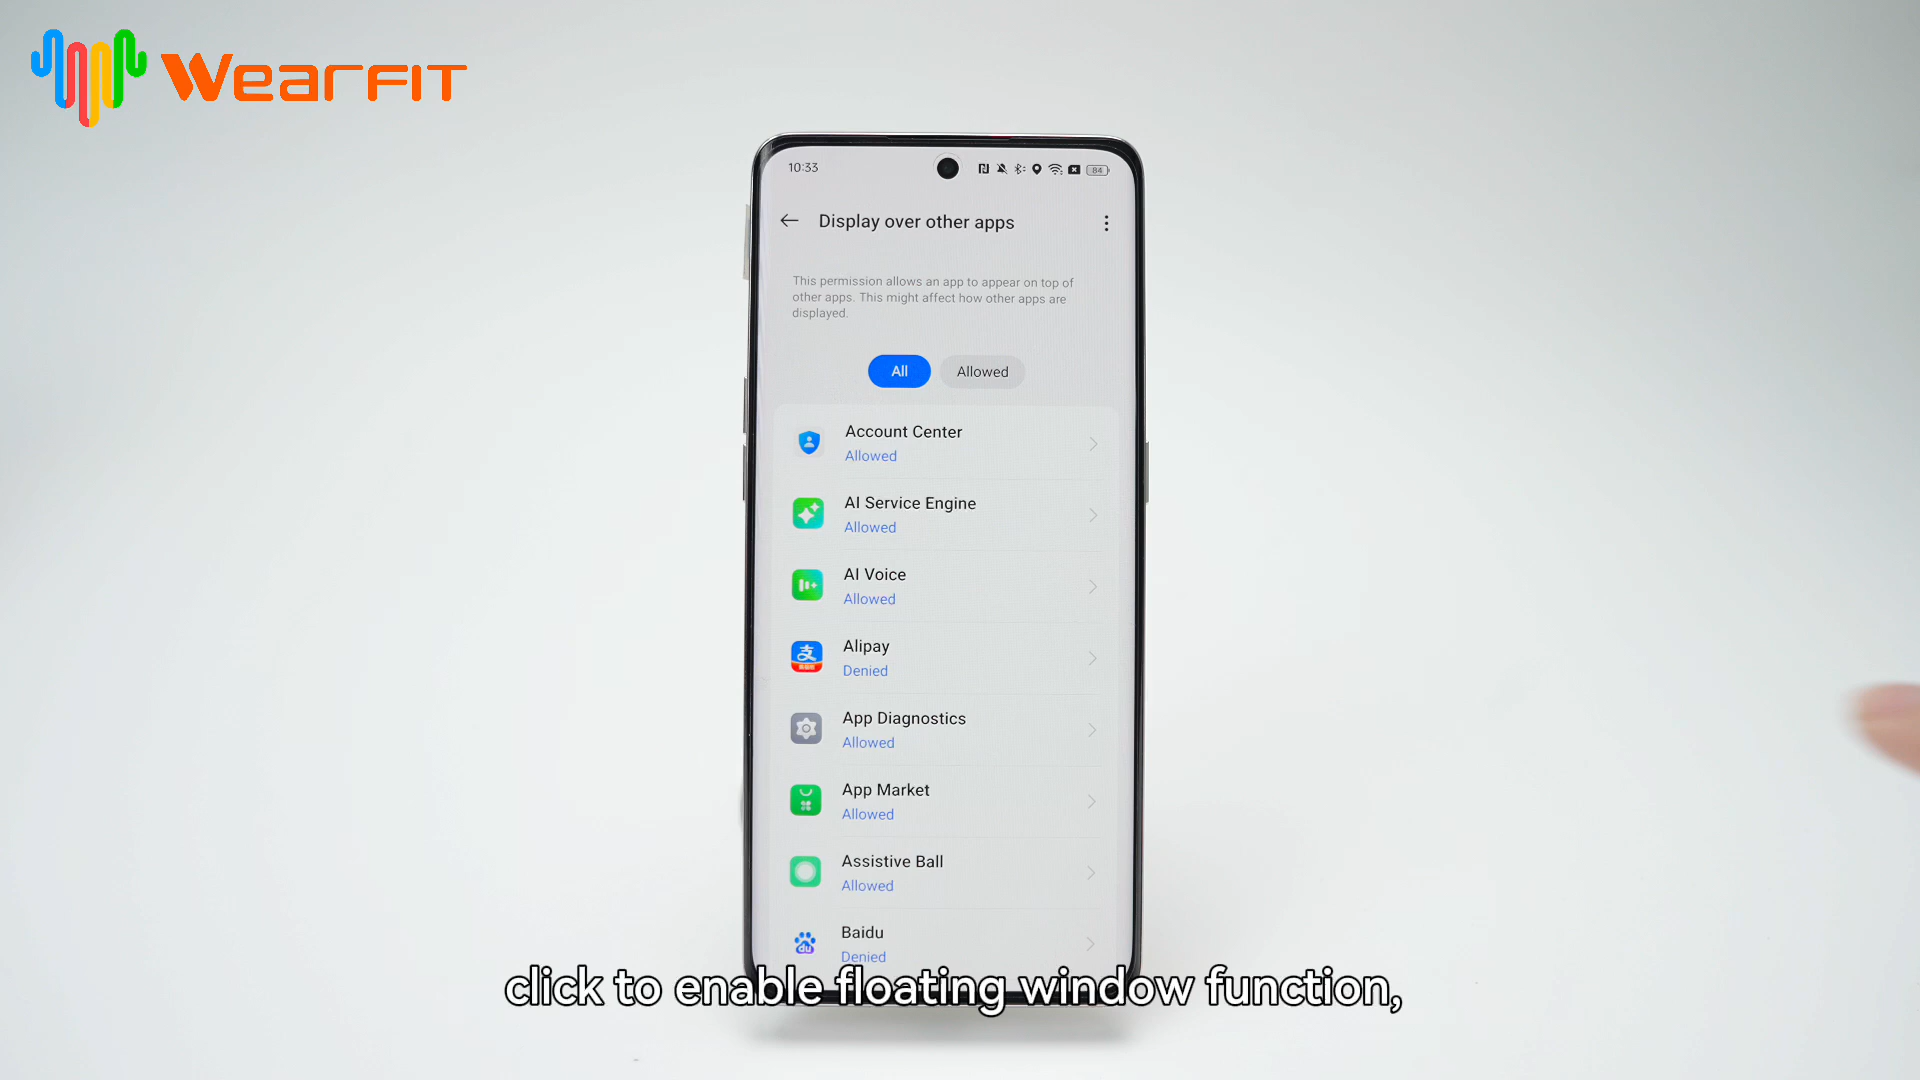 WearFIT
10:33
84
Display over other apps
This permission allows an app to appear on top of
other apps. This might affect how other apps are
displayed.
All
Allowed
Account Center
Allowed
AI Service Engine
Allowed
AI Voice
Allowed
支
Alipay
Denied
App Diagnostics
Allowed
App Market
Allowed
Assistive Ball
Allowed
du
Baidu
Denied
click to enable floating window function,